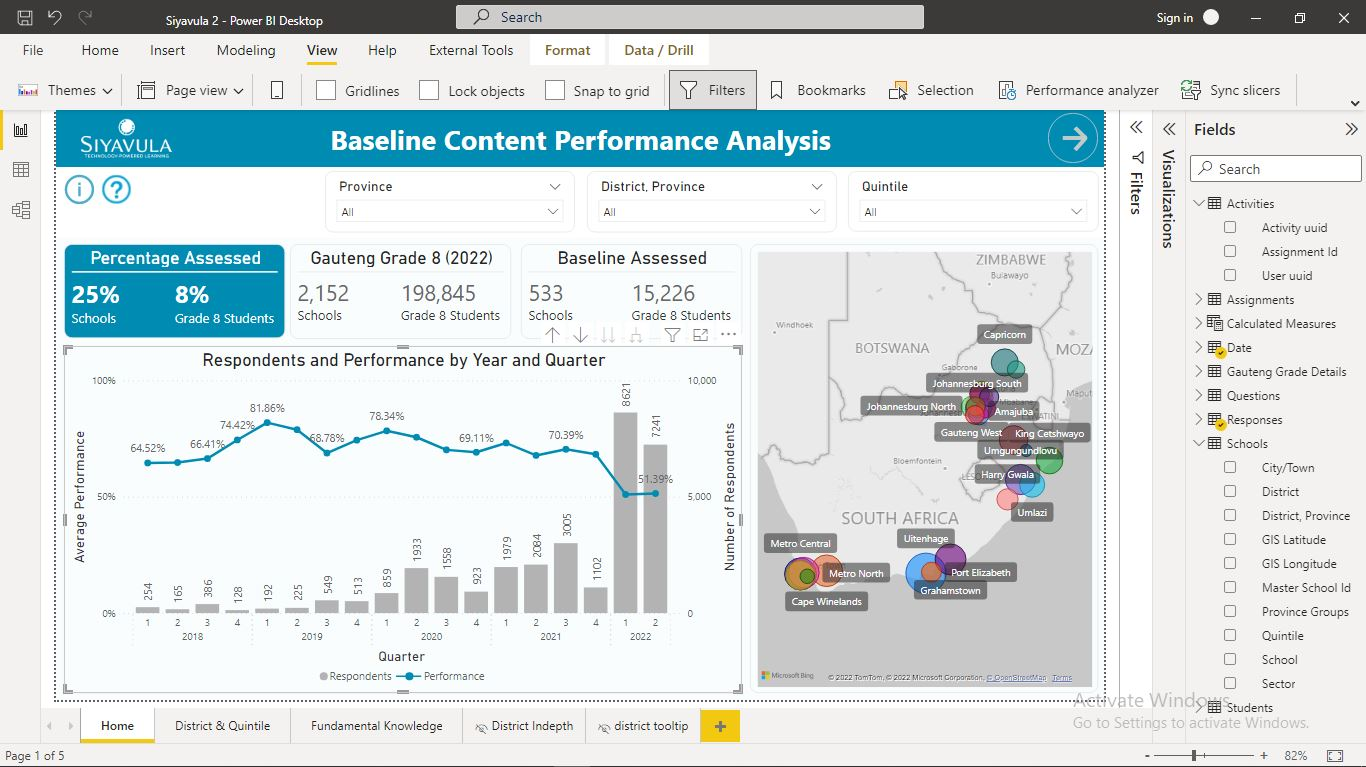 Siyavula 2 - Power BI Desktop
Search
Sign in
File Home Insert Modeling View Help External Tools Format Data / Drill
Themes Page view Gridlines Lock objects Snap to grid Filters Bookmarks Selection Performance analyzer Sync slicers
SIYAVULA
TECHNOLOGY POWERED LEARNING
Baseline Content Performance Analysis
Province
All
District, Province
All
Quintile
All
Percentage Assessed
25% 8%
Schools Grade 8 Students
Gauteng Grade 8 (2022)
2,152 198,845
Schools Grade 8 Students
Baseline Assessed
533 15,226
Schools Grade 8 Students
Respondents and Performance by Year and Quarter
Average Performance
100%
50%
0%
64.52% 66.41% 74.42% 81.86% 68.78% 78.34% 69.11% 70.39% 51.39%
254 165 386 128 192 225 549 513 859 1933 1558 923 1979 2084 3005 1102 8621 7241
10,000
5,000
0
Number of Respondents
1 2 3 4 1 2 3 4 1 2 3 4 1 2 3 4 1 2
2018 2019 2020 2021 2022
Quarter
Respondents Performance
ZIMBABWE
Bulawayo
Windhoek
Capricorn
BOTSWANA
MOZA
Gaborone
Johannesburg South
Maput
Johannesburg North
Amajuba
Gauteng West
King Cetshwayo
Umgungundlovu
Bloemfontein
Harry Gwala
SOUTH AFRICA
Umlazi
Metro Central
Uitenhage
Metro North
Port Elizabeth
Grahamstown
Cape Winelands
Microsoft Bing
© 2022 TomTom, © 2022 Microsoft Corporation, © OpenStreetMap Terms
Filters
Visualizations
Fields
Search
Activities
Activity uuid
Assignment Id
User uuid
Assignments
Calculated Measures
Date
Gauteng Grade Details
Questions
Responses
Schools
City/Town
District
District, Province
GIS Latitude
GIS Longitude
Master School Id
Province Groups
Quintile
School
Sector
Students
Activate Windows
Go to Settings to activate Windows.
Home District & Quintile Fundamental Knowledge District Indepth district tooltip +
Page 1 of 5
- + 82%